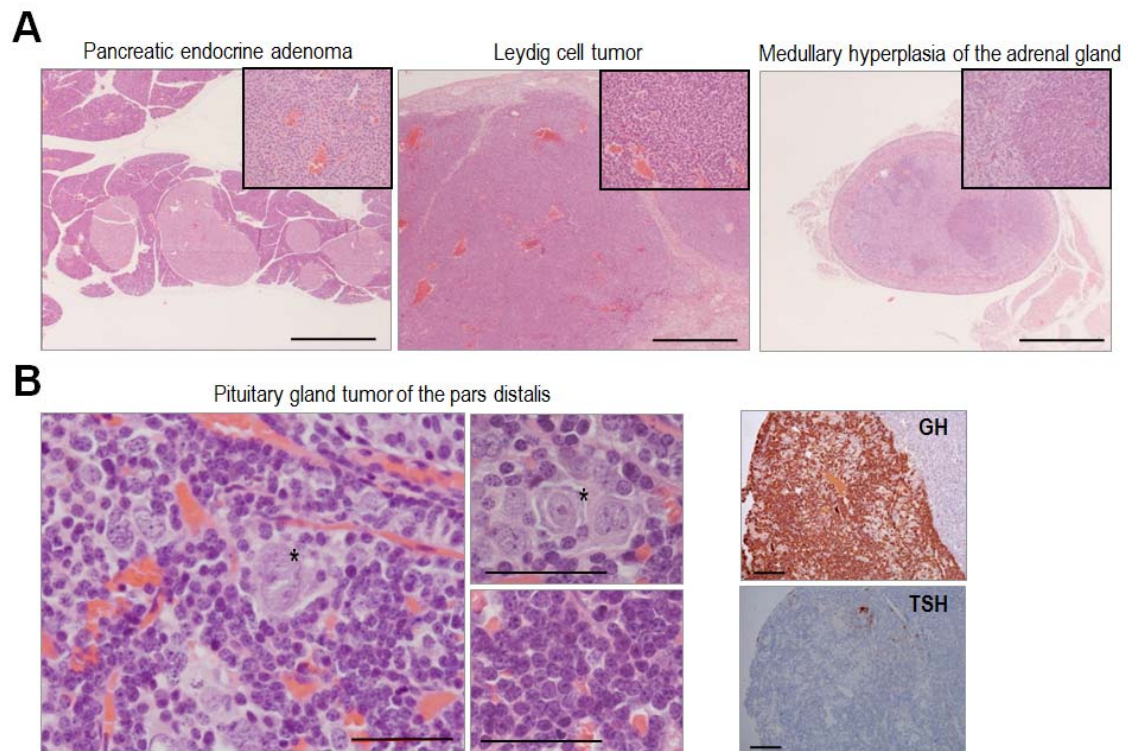 A
Pancreatic endocrine adenoma
Leydig cell tumor
Medullary hyperplasia of the adrenal gland
B
Pituitary gland tumor of the pars distalis
*
*
GH
TSH